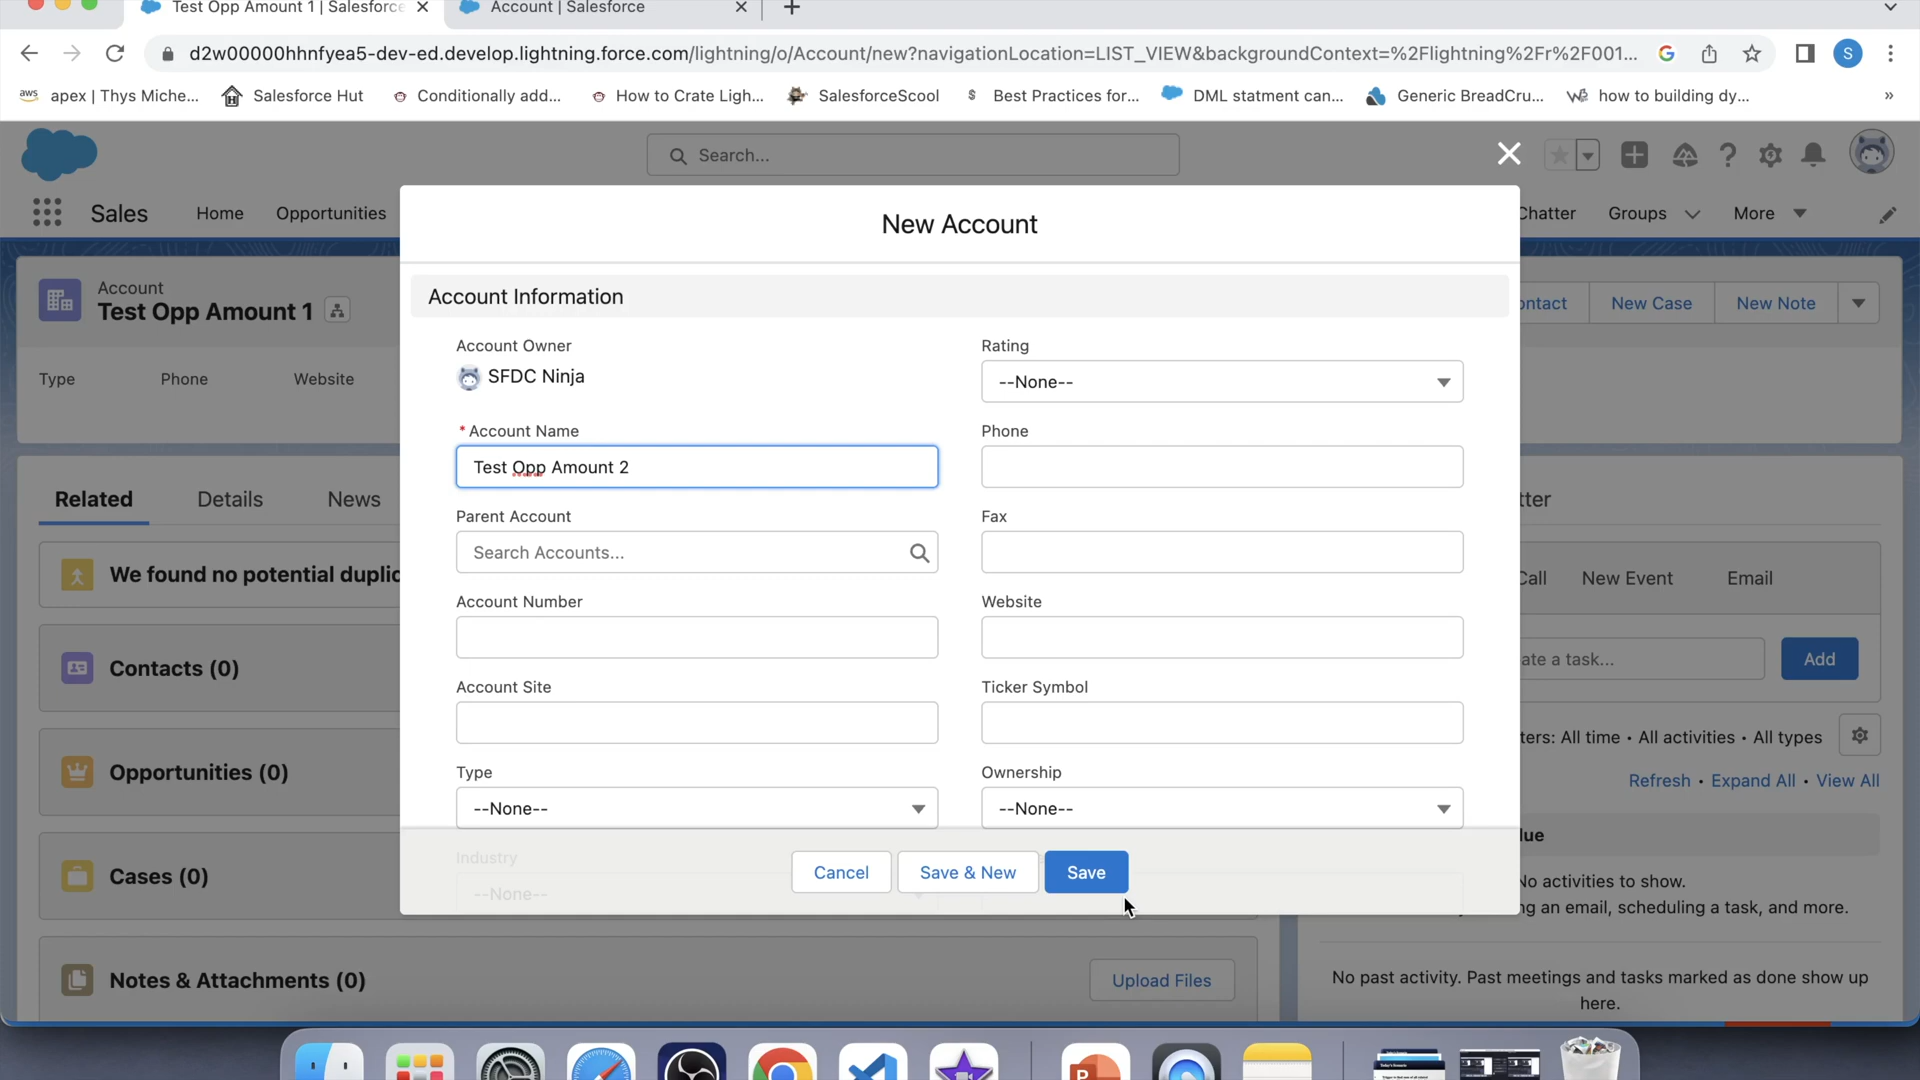 Test Opp Amount 1 | Salesforce
Account | Salesforce
d2w00000hhnfyea5-dev-ed.develop.lightning.force.com/lightning/o/Account/new?navigationLocation=LIST_VIEW&backgroundContext=%2Flightning%2Fr%2F001...
S
aws apex | Thys Miche...
Salesforce Hut
Conditionally add...
How to Crate Ligh...
SalesforceScool
Best Practices for...
DML statment can...
Generic BreadCru...
how to building dy...
»
Search...
Sales
Home
Opportunities
Chatter
Groups
More
New Account
Account
Test Opp Amount 1
New Case
New Note
Type
Phone
Website
Account Information
Account Owner
SFDC Ninja
Rating
--None--
* Account Name
Test Opp Amount 2
Phone
Parent Account
Search Accounts...
Fax
Account Number
Website
Account Site
Ticker Symbol
Type
--None--
Ownership
--None--
Industry
--None--
Cancel
Save & New
Save
Related
Details
News
We found no potential duplic
Contacts (0)
Opportunities (0)
Cases (0)
Notes & Attachments (0)
Upload Files
tter
Call
New Event
Email
ate a task...
Add
ters: All time • All activities • All types
Refresh • Expand All • View All
lue
No activities to show.
ng an email, scheduling a task, and more.
No past activity. Past meetings and tasks marked as done show up
here.